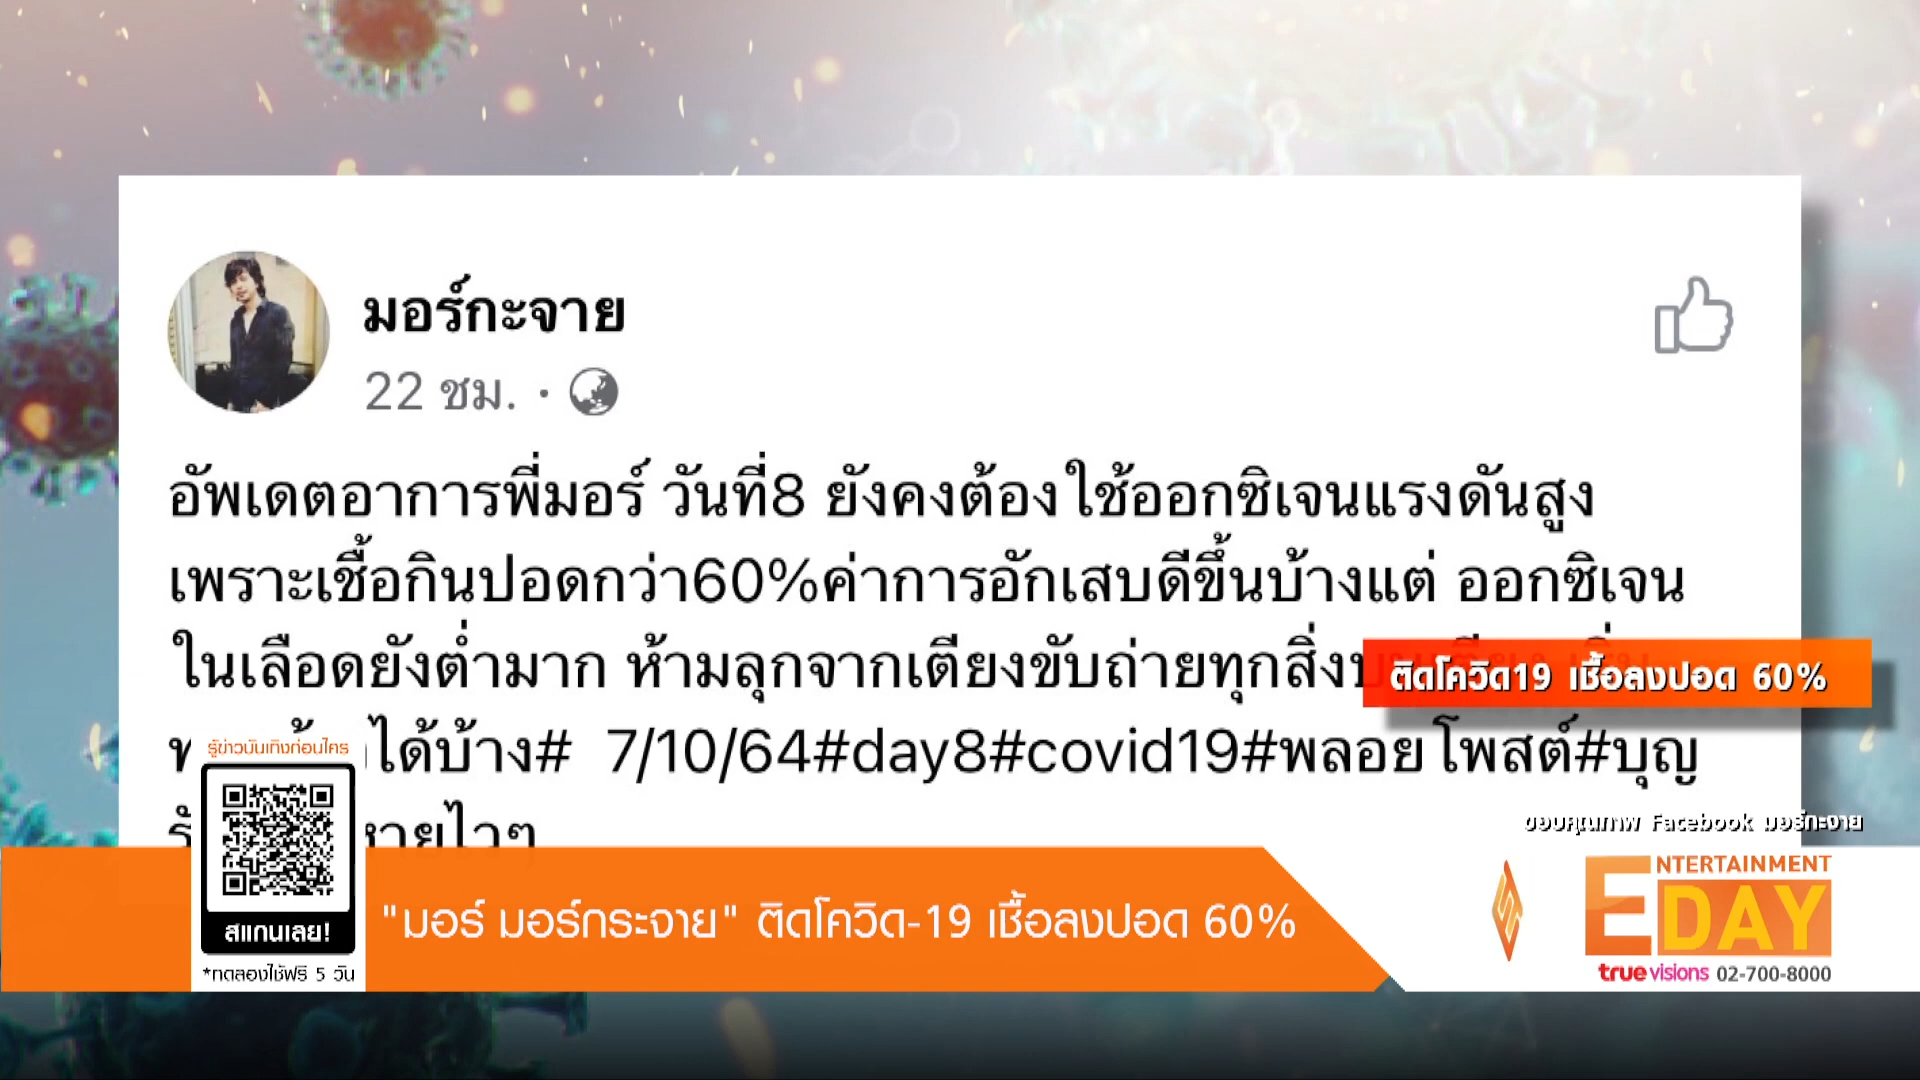 มอร์กะจาย
22 ชม. ·
อัพเดตอาการพี่มอร์ วันที่8 ยังคงต้องใช้ออกซิเจนแรงดันสูง
เพราะเชื้อกินปอดกว่า60%ค่าการอักเสบดีขึ้นบ้างแต่ ออกซิเจน
ในเลือดยังต่ำมาก ห้ามลุกจากเตียงขับถ่ายทุกสิ่ง
ติดโควิด19 เชื้อลงปอด 60%
ได้บ้าง# 7/10/64#day8#covid19#พลอยโพสต์#บุญ
หายไวๆ
รู้ข่าวบันเทิงก่อนใคร
สแกนเลย!
*ทดลองใช้ฟรี 5 วัน
ขอบคุณภาพ Facebook มอร์กะจาย
"มอร์ มอร์กระจาย" ติดโควิด-19 เชื้อลงปอด 60%
ENTERTAINMENT
DAY
truevisions 02-700-8000